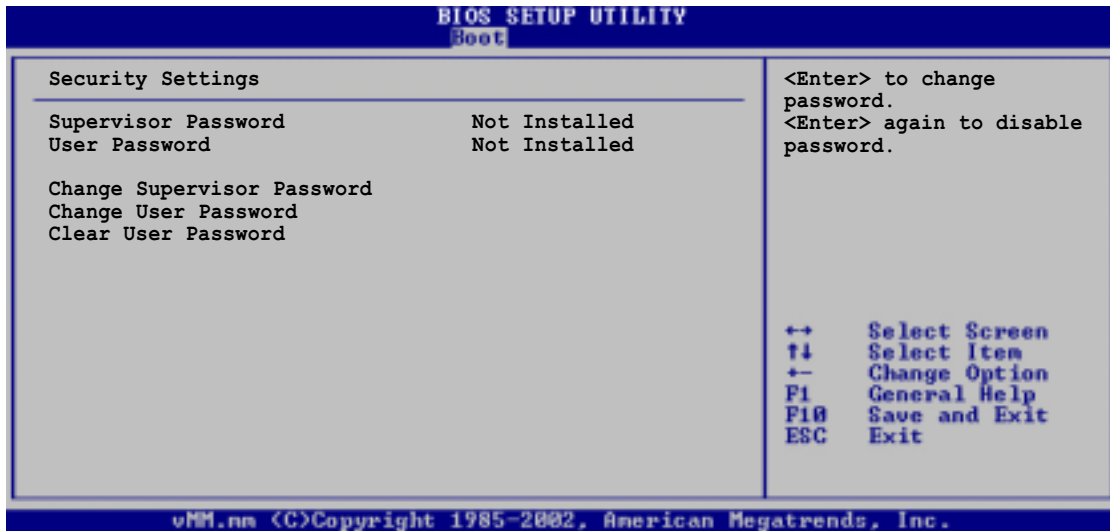 BIOS SETUP UTILITY
Boot
Security Settings
Supervisor Password Not Installed
User Password Not Installed
Change Supervisor Password
Change User Password
Clear User Password
<Enter> to change
password.
<Enter> again to disable
password.
←→ Select Screen
↑↓ Select Item
+- Change Option
F1 General Help
F10 Save and Exit
ESC Exit
vMM.mm (C)Copyright 1985-2002, American Megatrends, Inc.